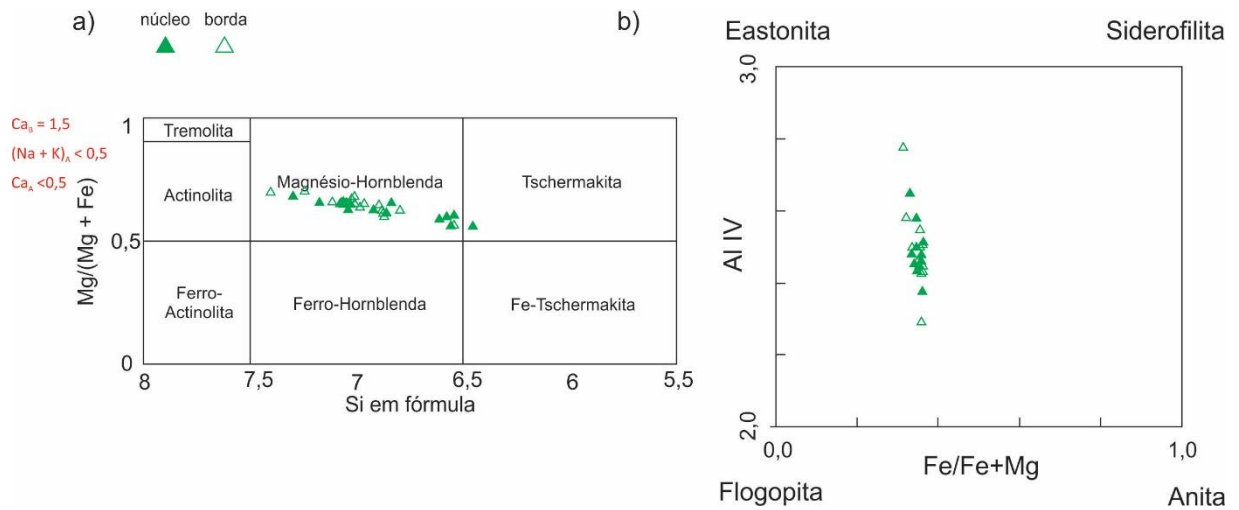 a)
núcleo borda
Ca_B = 1,5
(Na + K)_A < 0,5
Ca_A <0,5
Mg/(Mg + Fe)
1
0,5
0
Tremolita
Actinolita
Magnésio-Hornblenda
Tschermakita
Ferro-
Actinolita
Ferro-Hornblenda
Fe-Tschermakita
8
7,5
7
6,5
6
5,5
Si em fórmula
b)
Eastonita
Siderofilita
3,0
Al IV
2,0
0,0
1,0
Fe/Fe+Mg
Flogopita
Anita